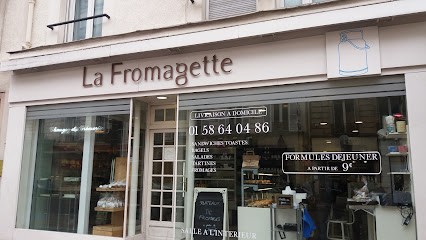 La Fromagette
LIVRAISON A DOMICILE
01 58 64 04 86
SANDWICHES TOASTES
BAGELS
SALADES
TARTINES
FROMAGES
FORMULES DEJEUNER
A PARTIR DE 9€
SALLE A L'INTERIEUR